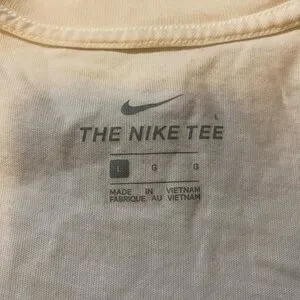 L
THE NIKE TEE
L G G
MADE IN VIETNAM
FABRIQUE AU VIETNAM